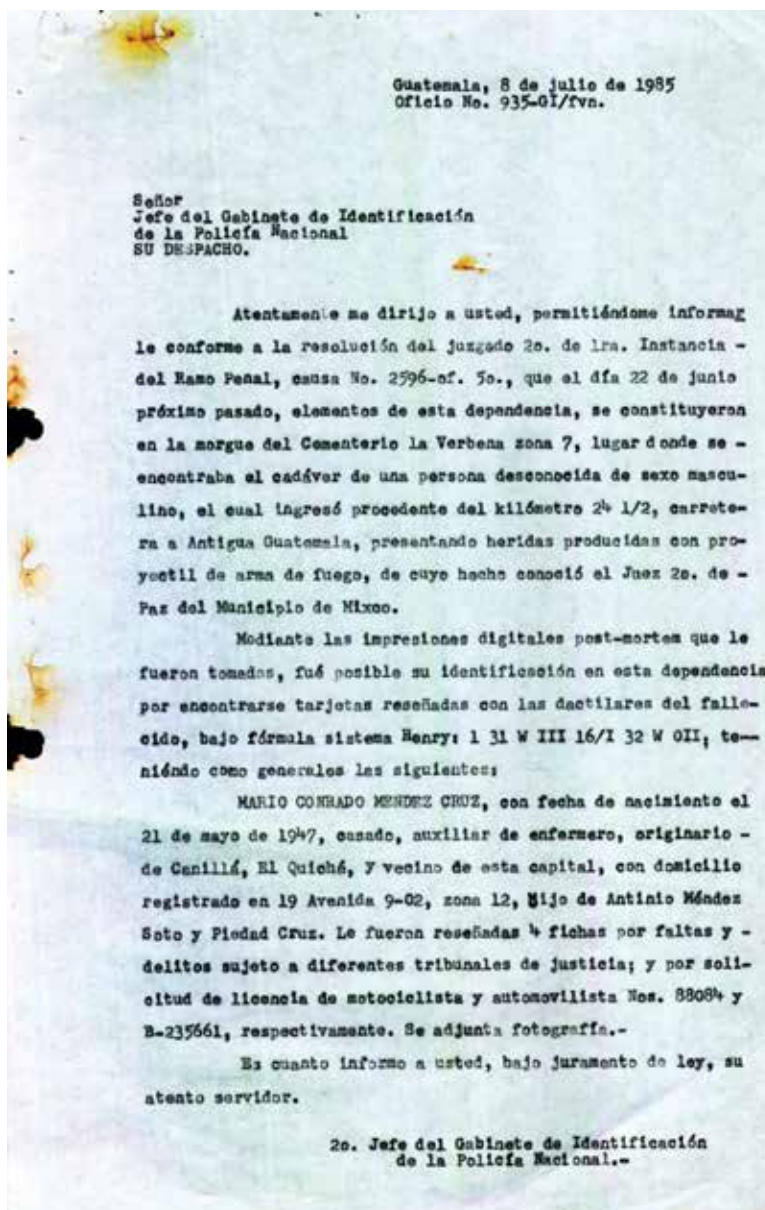 Guatemala, 8 de julio de 1985
Oficio No. 935-GI/fvn.
Señor
Jefe del Gabinete de Identificación
de la Policía Nacional
SU DESPACHO.
Atentamente me dirijo a usted, permitiéndome informar
le conforme a la resolución del juzgado 2o. de 1ra. Instancia -
del Ramo Penal, causa No. 2596-of. 5o., que el día 22 de junio
próximo pasado, elementos de esta dependencia, se constituyeron
en la morgue del Cementerio la Verbena zona 7, lugar donde se -
encontraba el cadáver de una persona desconocida de sexo mascu-
lino, el cual ingresó procedente del kilómetro 24 1/2, carrete-
ra a Antigua Guatemala, presentando heridas producidas con pro-
yectil de arma de fuego, de cuyo hecho conoció el Juez 2o. de -
Paz del Municipio de Mixco.
Mediante las impresiones digitales post-mortem que le
fueron tomadas, fué posible su identificación en esta dependencia
por encontrarse tarjetas reseñadas con las dactilares del falle-
cido, bajo fórmula sistema Henry: 1 31 W III 16/I 32 W OII, te--
niéndo como generales las siguientes:
MARIO CONRADO MENDEZ CRUZ, con fecha de nacimiento el
21 de mayo de 1947, casado, auxiliar de enfermero, originario -
de Canillá, El Quiché, y vecino de esta capital, con domicilio
registrado en 19 Avenida 9-02, zona 12, Hijo de Antinio Méndez
Soto y Piedad Cruz. Le fueron reseñadas 4 fichas por faltas y -
delitos sujeto a diferentes tribunales de justicia; y por soli-
citud de licencia de motociclista y automovilista Nos. 88084 y
B-235661, respectivamente. Se adjunta fotografía.-
Es cuanto informo a usted, bajo juramento de ley, su
atento servidor.
2o. Jefe del Gabinete de Identificación
de la Policía Nacional.-